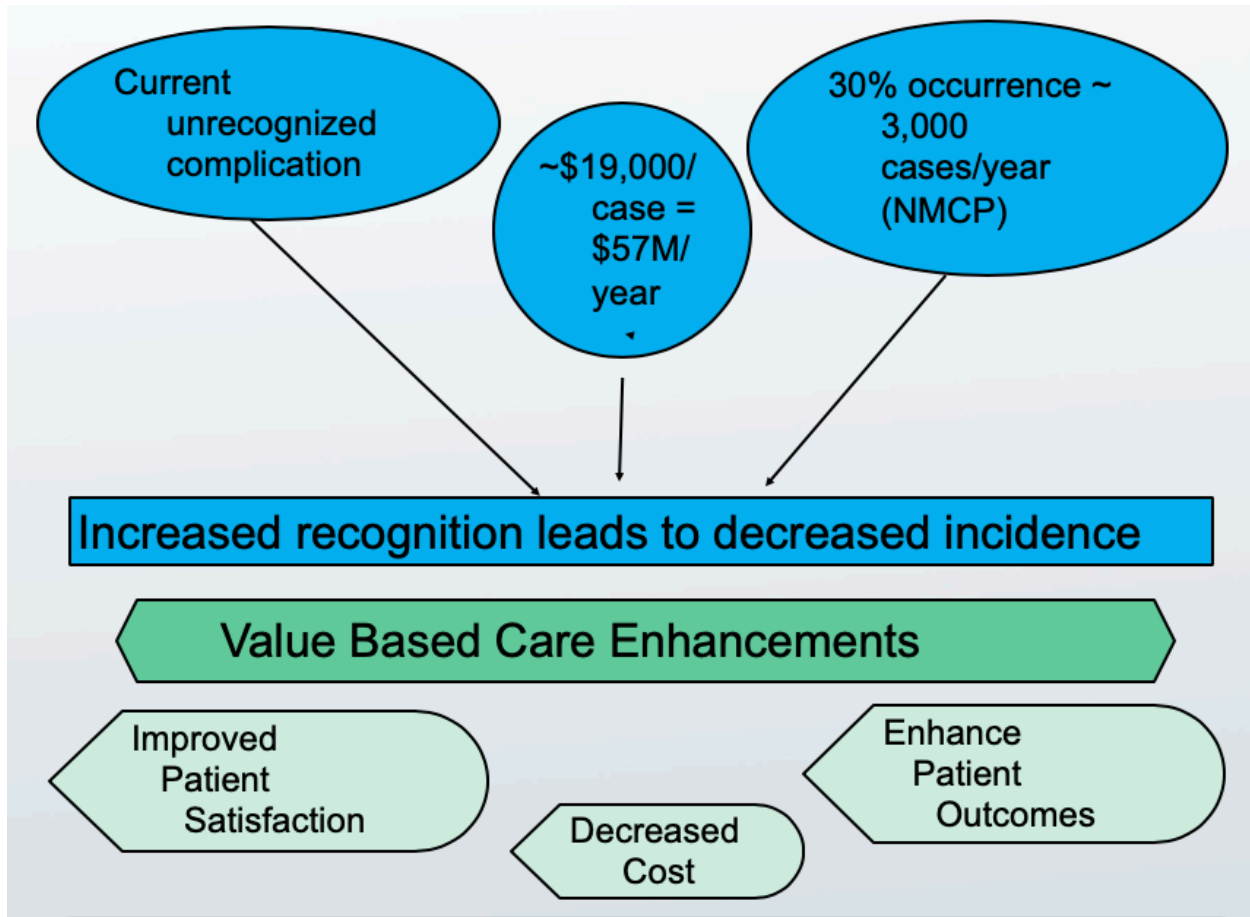 Current
unrecognized
complication
~$19,000/
case =
$57M/
year
30% occurrence ~
3,000
cases/year
(NMCP)
Increased recognition leads to decreased incidence
Value Based Care Enhancements
Improved
Patient
Satisfaction
Decreased
Cost
Enhance
Patient
Outcomes